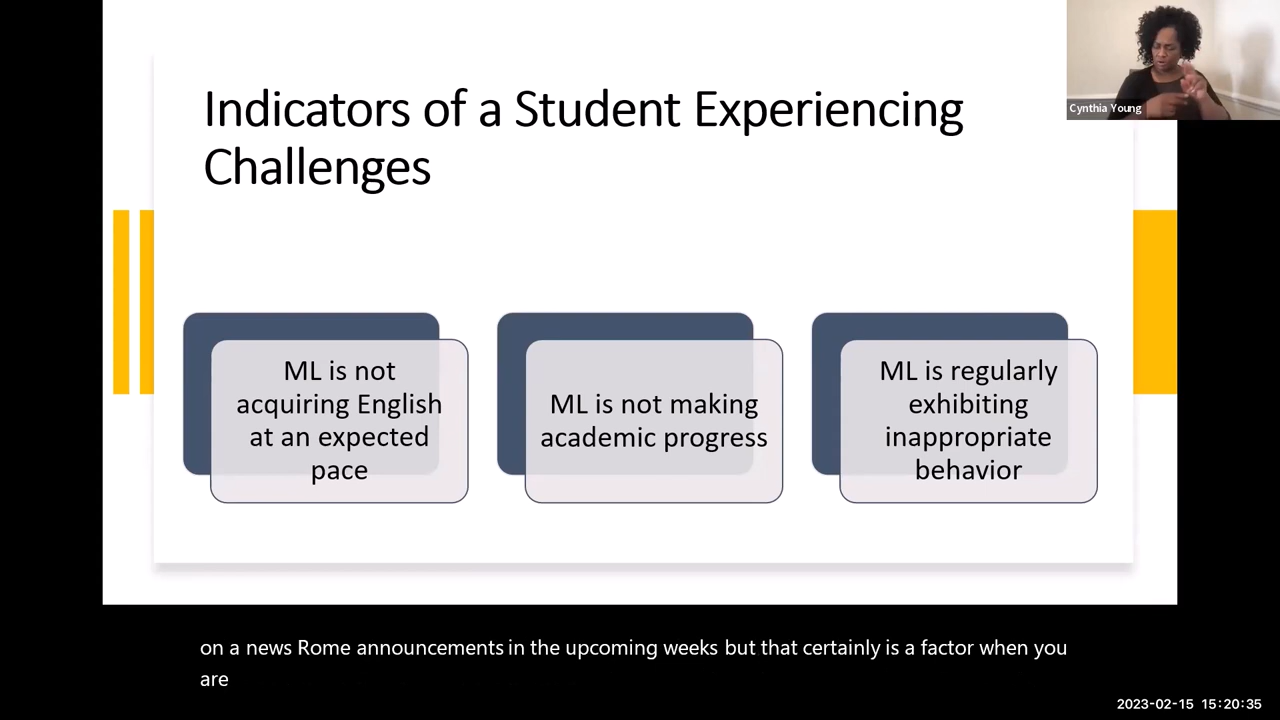 Indicators of a Student Experiencing
Challenges
Cynthia Young
ML is not
acquiring English
at an expected
pace
ML is not making
academic progress
ML is regularly
exhibiting
inappropriate
behavior
on a news Rome announcements in the upcoming weeks but that certainly is a factor when you
are
2023-02-15 15:20:35